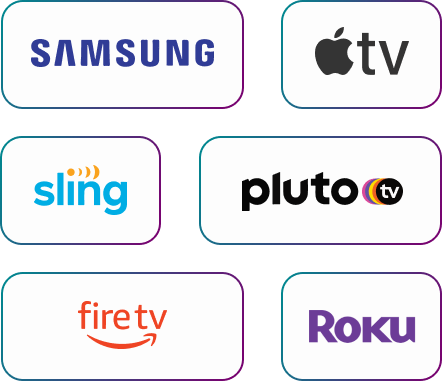 SAMSUNG
tv
sling
pluto tv
fire tv
ROKU